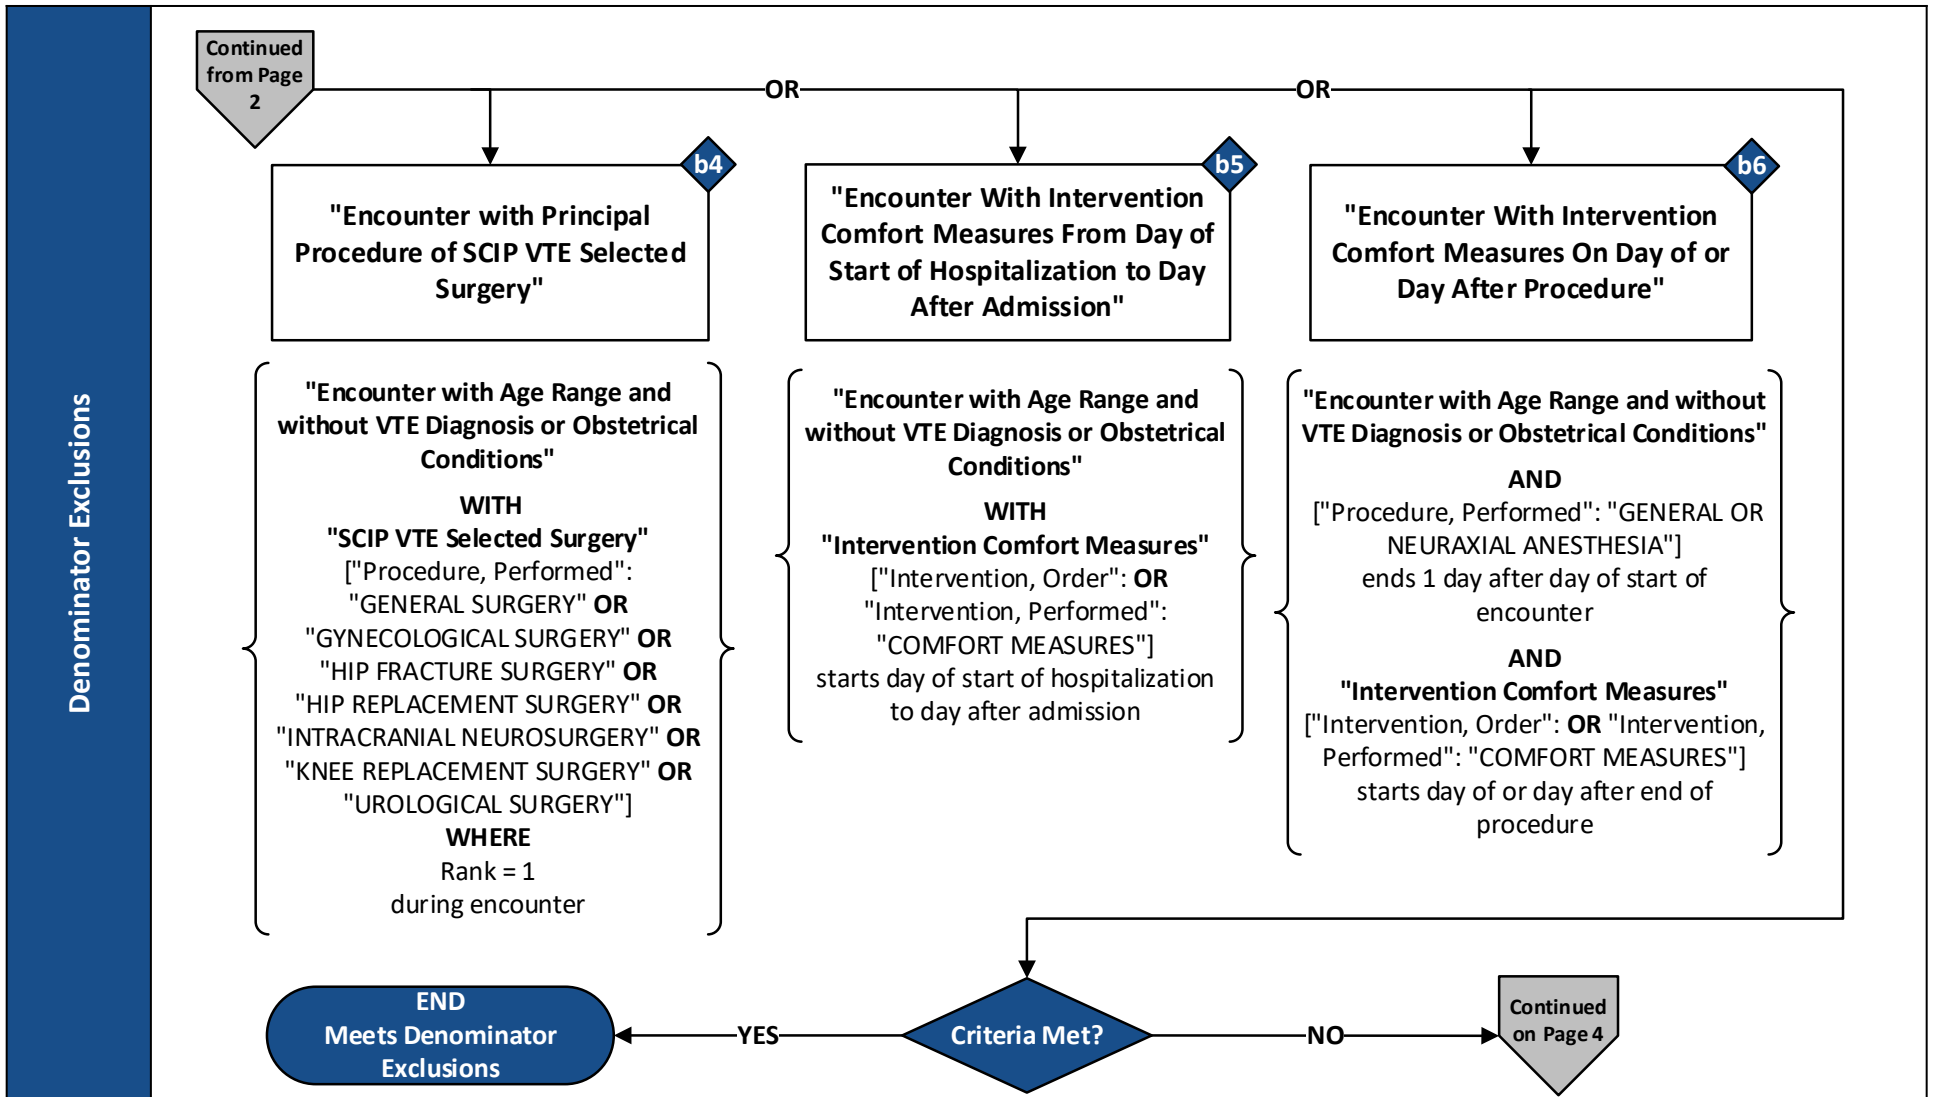 Denominator Exclusions
Continued
from Page
2
OR
OR
b4
"Encounter with Principal
Procedure of SCIP VTE Selected
Surgery"
b5
"Encounter With Intervention
Comfort Measures From Day of
Start of Hospitalization to Day
After Admission"
b6
"Encounter With Intervention
Comfort Measures On Day of or
Day After Procedure"
"Encounter with Age Range and
without VTE Diagnosis or Obstetrical
Conditions"
WITH
"SCIP VTE Selected Surgery"
["Procedure, Performed":
"GENERAL SURGERY" OR
"GYNECOLOGICAL SURGERY" OR
"HIP FRACTURE SURGERY" OR
"HIP REPLACEMENT SURGERY" OR
"INTRACRANIAL NEUROSURGERY" OR
"KNEE REPLACEMENT SURGERY" OR
"UROLOGICAL SURGERY"]
WHERE
Rank = 1
during encounter
"Encounter with Age Range and
without VTE Diagnosis or Obstetrical
Conditions"
WITH
"Intervention Comfort Measures"
["Intervention, Order": OR
"Intervention, Performed":
"COMFORT MEASURES"]
starts day of start of hospitalization
to day after admission
"Encounter with Age Range and without
VTE Diagnosis or Obstetrical Conditions"
AND
["Procedure, Performed": "GENERAL OR
NEURAXIAL ANESTHESIA"]
ends 1 day after day of start of
encounter
AND
"Intervention Comfort Measures"
["Intervention, Order": OR "Intervention,
Performed": "COMFORT MEASURES"]
starts day of or day after end of
procedure
END
Meets Denominator
Exclusions
YES
Criteria Met?
NO
Continued
on Page 4